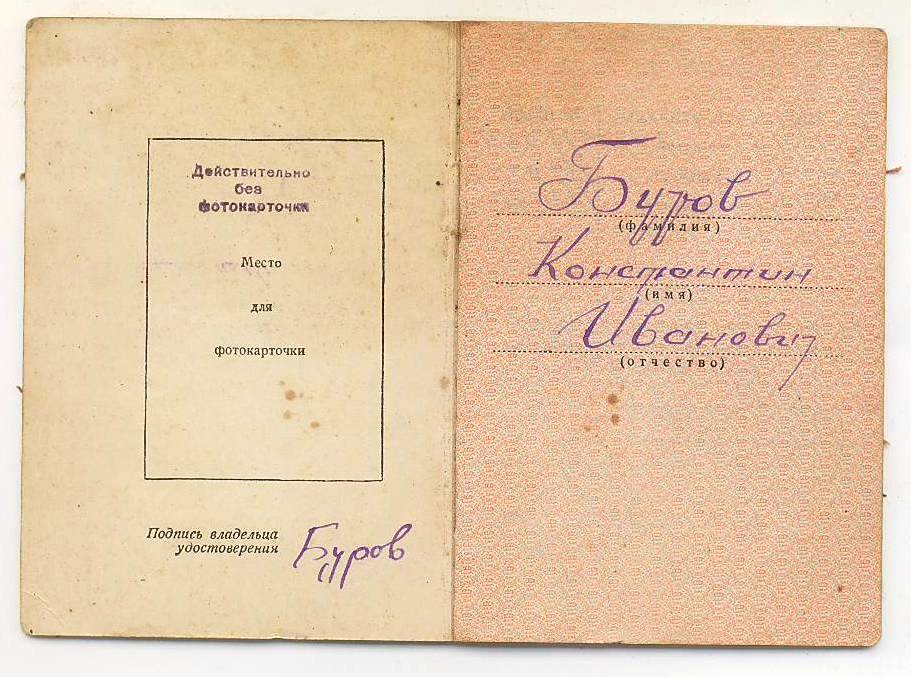 Действительно
без
фотокарточки
Место
для
фотокарточки
Подпись владельца
удостоверения
Буров
Буров
(фамилия)
Константин
(имя)
Иванович
(отчество)